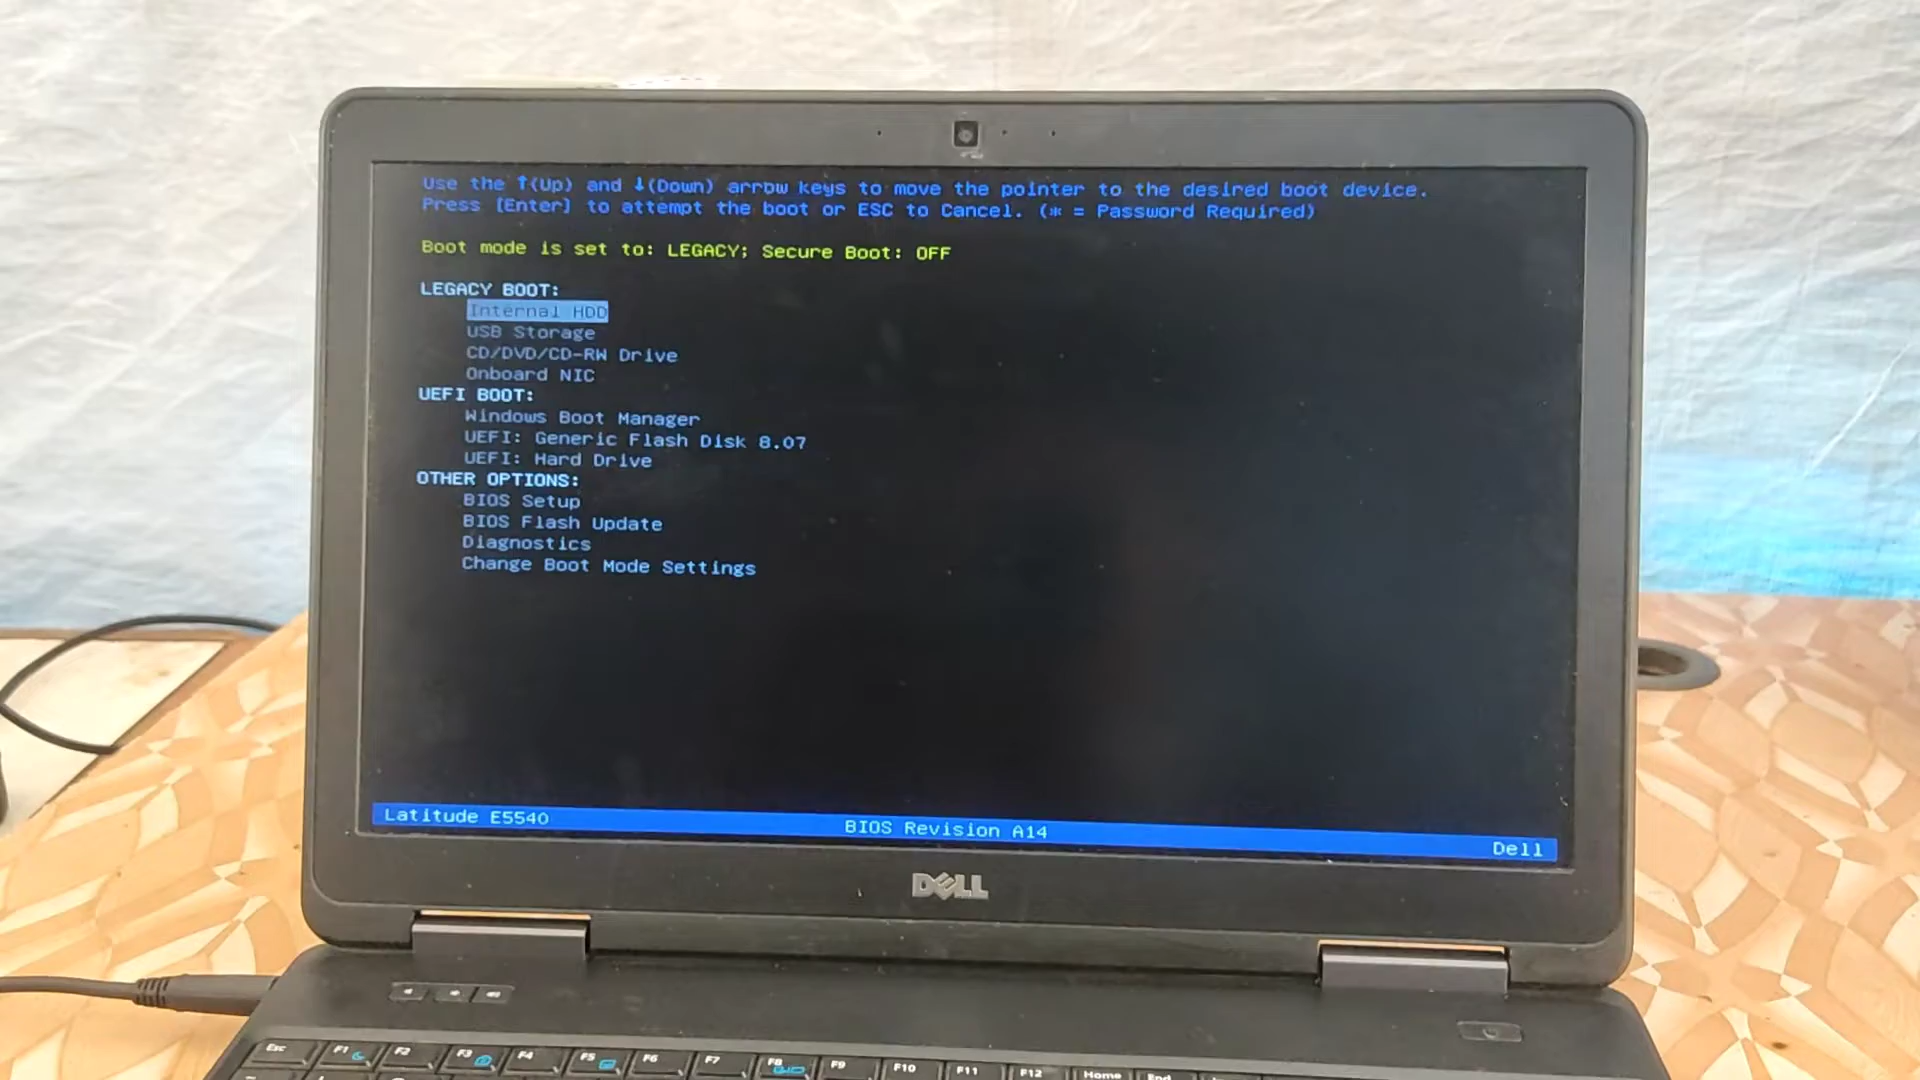 Use the ↑(Up) and ↓(Down) arrow keys to move the pointer to the desired boot device.
Press [Enter] to attempt the boot or ESC to Cancel. (* = Password Required)
Boot mode is set to: LEGACY; Secure Boot: OFF
LEGACY BOOT:
Internal HDD
USB Storage
CD/DVD/CD-RW Drive
Onboard NIC
UEFI BOOT:
Windows Boot Manager
UEFI: Generic Flash Disk 8.07
UEFI: Hard Drive
OTHER OPTIONS:
BIOS Setup
BIOS Flash Update
Diagnostics
Change Boot Mode Settings
Latitude E5540 BIOS Revision A14 Dell
DELL
Esc F1 F2 F3 F4 F5 F6 F7 F8 F9 F10 F11 F12 Home End